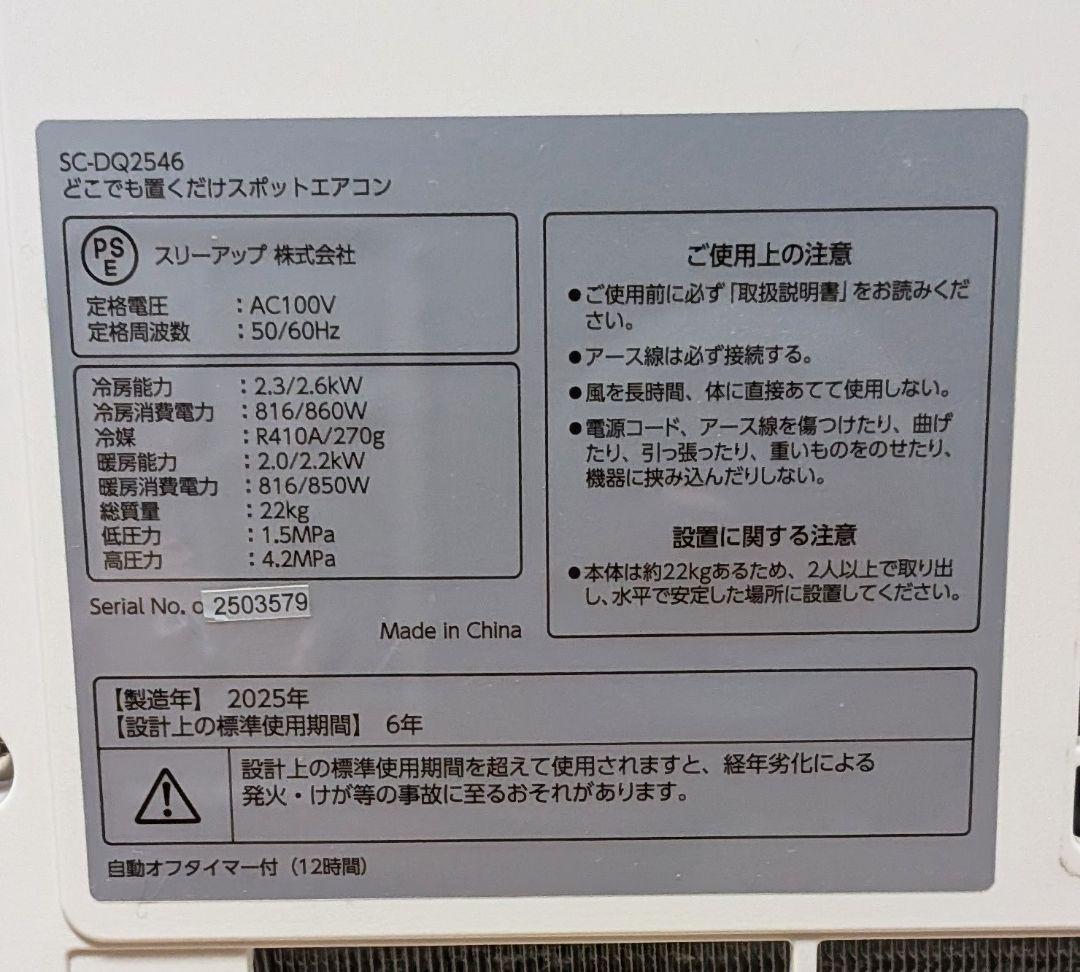 SC-DQ2546
どこでも置くだけスポットエアコン
PS
E
スリーアップ 株式会社
定格電圧 : AC100V
定格周波数 : 50/60Hz
冷房能力 : 2.3/2.6kW
冷房消費電力 : 816/860W
冷媒 : R410A/270g
暖房能力 : 2.0/2.2kW
暖房消費電力 : 816/850W
総質量 : 22kg
低圧力 : 1.5MPa
高圧力 : 4.2MPa
Serial No. 2503579
Made in China
ご使用上の注意
●ご使用前に必ず「取扱説明書」をお読みくだ
さい。
●アース線は必ず接続する。
●風を長時間、体に直接あてて使用しない。
●電源コード、アース線を傷つけたり、曲げ
たり、引っ張ったり、重いものをのせたり、
機器に挟み込んだりしない。
設置に関する注意
●本体は約22kgあるため、2人以上で取り出
し、水平で安定した場所に設置してください。
【製造年】 2025年
【設計上の標準使用期間】 6年
設計上の標準使用期間を超えて使用されますと、経年劣化による
発火・けが等の事故に至るおそれがあります。
自動オフタイマー付（12時間）